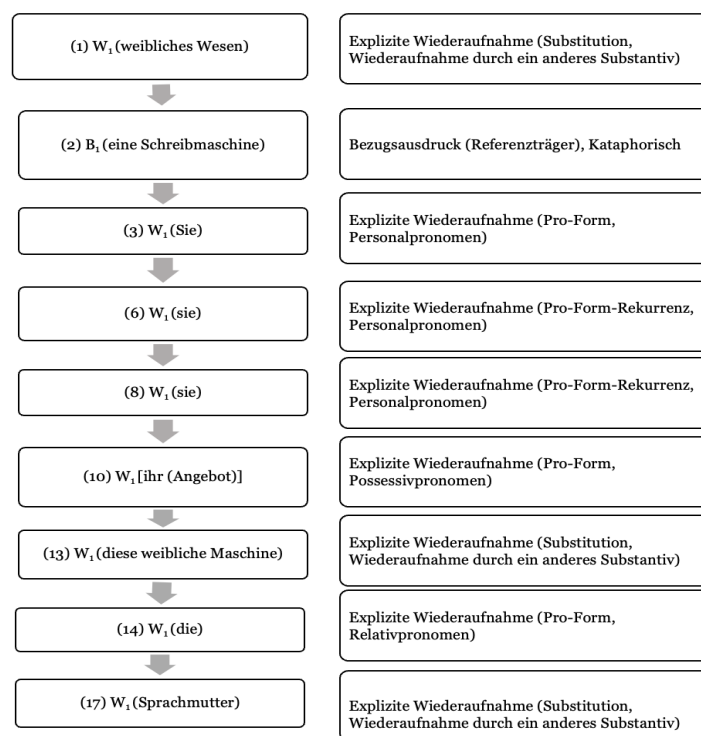 (1) W₁ (weibliches Wesen)
Explizite Wiederaufnahme (Substitution,
Wiederaufnahme durch ein anderes Substantiv)
(2) B₁ (eine Schreibmaschine)
Bezugsausdruck (Referenzträger), Kataphorisch
(3) W₁ (Sie)
Explizite Wiederaufnahme (Pro-Form,
Personalpronomen)
(6) W₁ (sie)
Explizite Wiederaufnahme (Pro-Form-Rekurrenz,
Personalpronomen)
(8) W₁ (sie)
Explizite Wiederaufnahme (Pro-Form-Rekurrenz,
Personalpronomen)
(10) W₁ [ihr (Angebot)]
Explizite Wiederaufnahme (Pro-Form,
Possessivpronomen)
(13) W₁ (diese weibliche Maschine)
Explizite Wiederaufnahme (Substitution,
Wiederaufnahme durch ein anderes Substantiv)
(14) W₁ (die)
Explizite Wiederaufnahme (Pro-Form,
Relativpronomen)
(17) W₁ (Sprachmutter)
Explizite Wiederaufnahme (Substitution,
Wiederaufnahme durch ein anderes Substantiv)